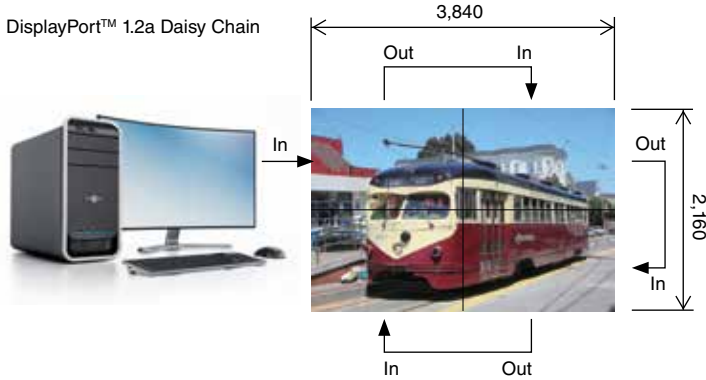 DisplayPort™ 1.2a Daisy Chain
3,840
Out In
In
Out
2,160
In
In Out